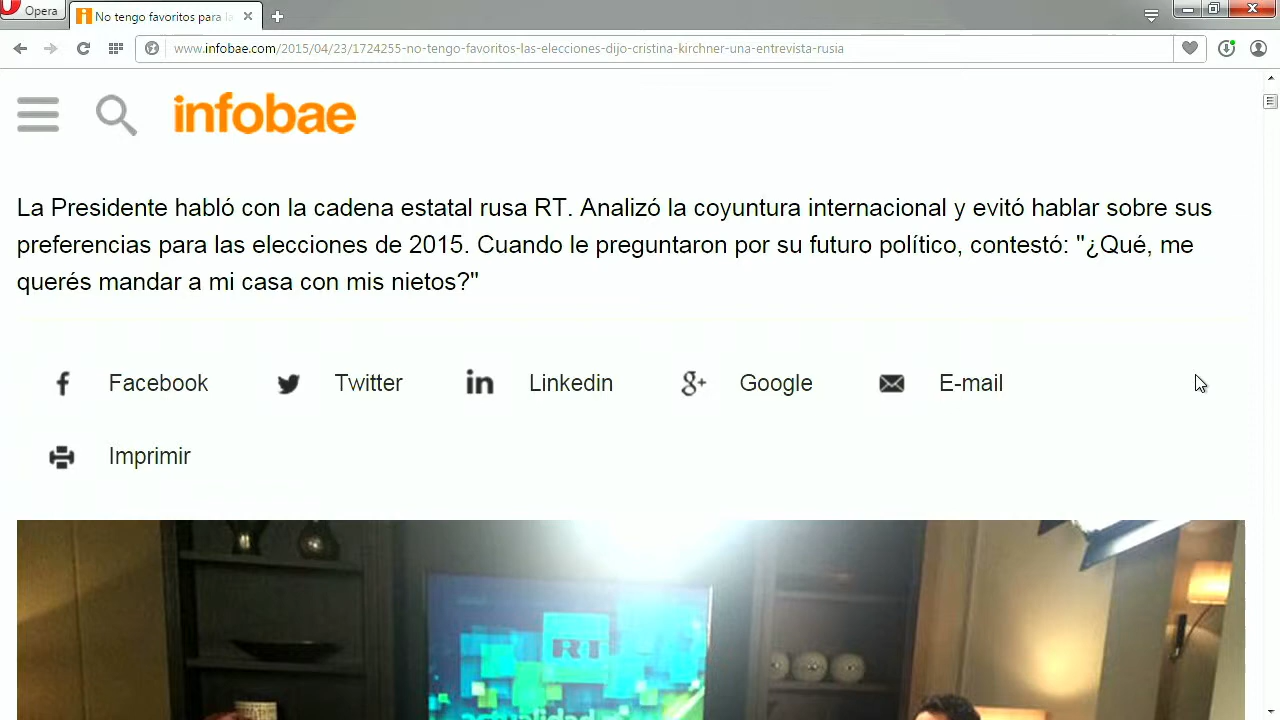 Opera
No tengo favoritos para la
www.infobae.com/2015/04/23/1724255-no-tengo-favoritos-las-elecciones-dijo-cristina-kirchner-una-entrevista-rusia
infobae
La Presidente habló con la cadena estatal rusa RT. Analizó la coyuntura internacional y evitó hablar sobre sus
preferencias para las elecciones de 2015. Cuando le preguntaron por su futuro político, contestó: "¿Qué, me
querés mandar a mi casa con mis nietos?"
Facebook Twitter Linkedin Google E-mail
Imprimir
RT
actualidad